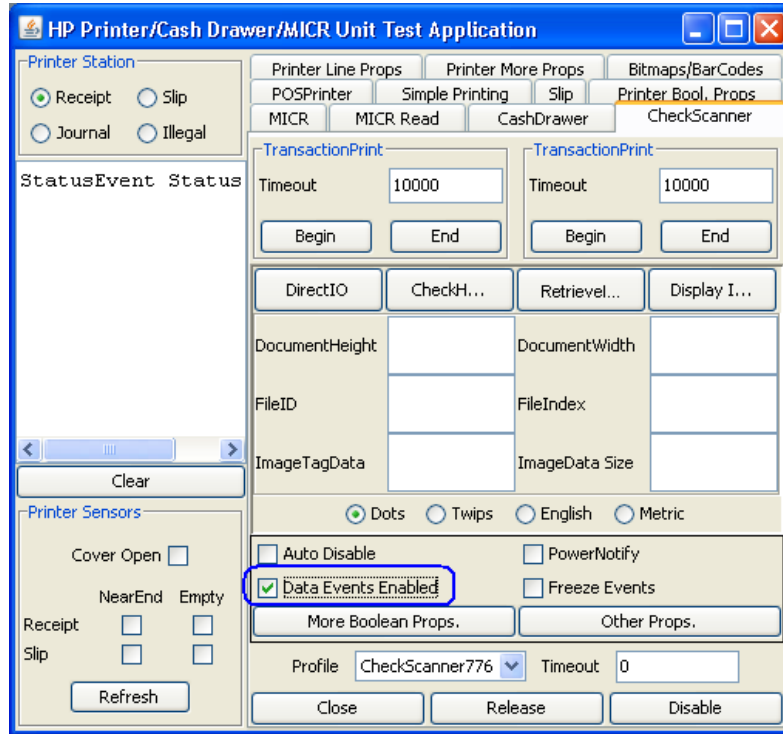 HP Printer/Cash Drawer/MICR Unit Test Application
Printer Station
Receipt Slip
Journal Illegal
StatusEvent Status
Clear
Printer Sensors
Cover Open
NearEnd Empty
Receipt
Slip
Refresh
Printer Line Props Printer More Props Bitmaps/BarCodes
POSPrinter Simple Printing Slip Printer Bool. Props
MICR MICR Read CashDrawer CheckScanner
TransactionPrint TransactionPrint
Timeout 10000 Timeout 10000
Begin End Begin End
DirectIO CheckH... RetrieveI... Display I...
DocumentHeight DocumentWidth
FileID FileIndex
ImageTagData ImageData Size
Dots Twips English Metric
Auto Disable PowerNotify
Data Events Enabled Freeze Events
More Boolean Props. Other Props.
Profile CheckScanner776 Timeout 0
Close Release Disable